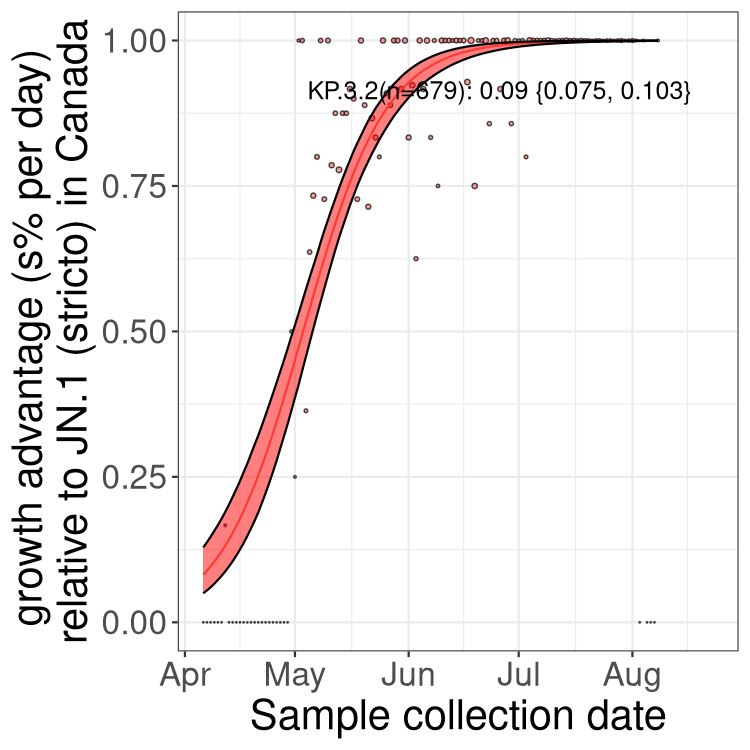 growth advantage (s% per day)
relative to JN.1 (stricto) in Canada
1.00
0.75
0.50
0.25
0.00
KP.3.2(n=679): 0.09 {0.075, 0.103}
Apr May Jun Jul Aug
Sample collection date